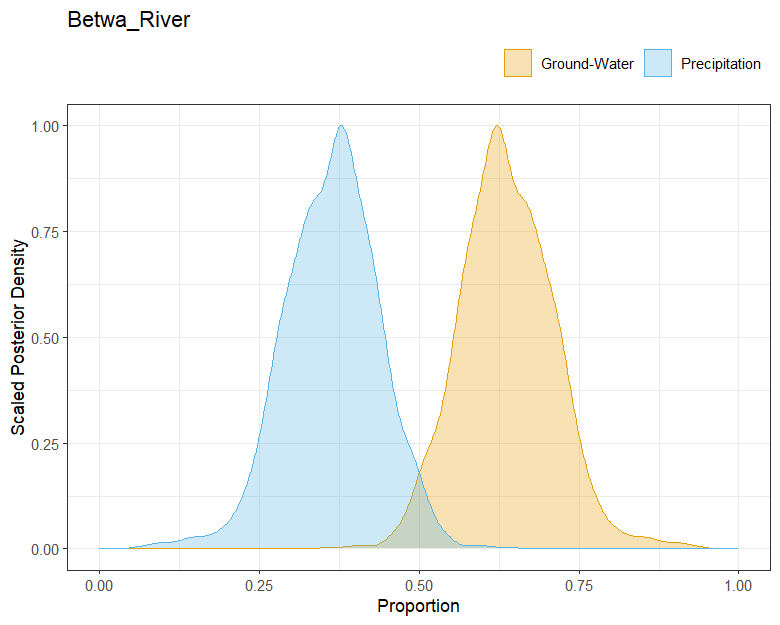 Betwa_River
Ground-Water Precipitation
1.00
0.75
0.50
0.25
0.00
Scaled Posterior Density
0.00 0.25 0.50 0.75 1.00
Proportion